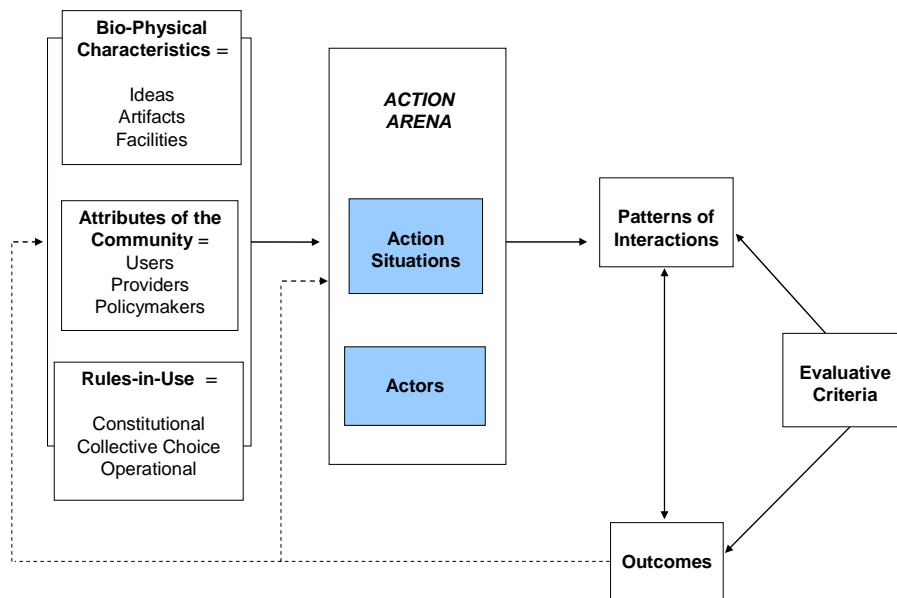 Bio-Physical
Characteristics =
Ideas
Artifacts
Facilities
Attributes of the
Community =
Users
Providers
Policymakers
Rules-in-Use =
Constitutional
Collective Choice
Operational
ACTION
ARENA
Action
Situations
Actors
Patterns of
Interactions
Evaluative
Criteria
Outcomes